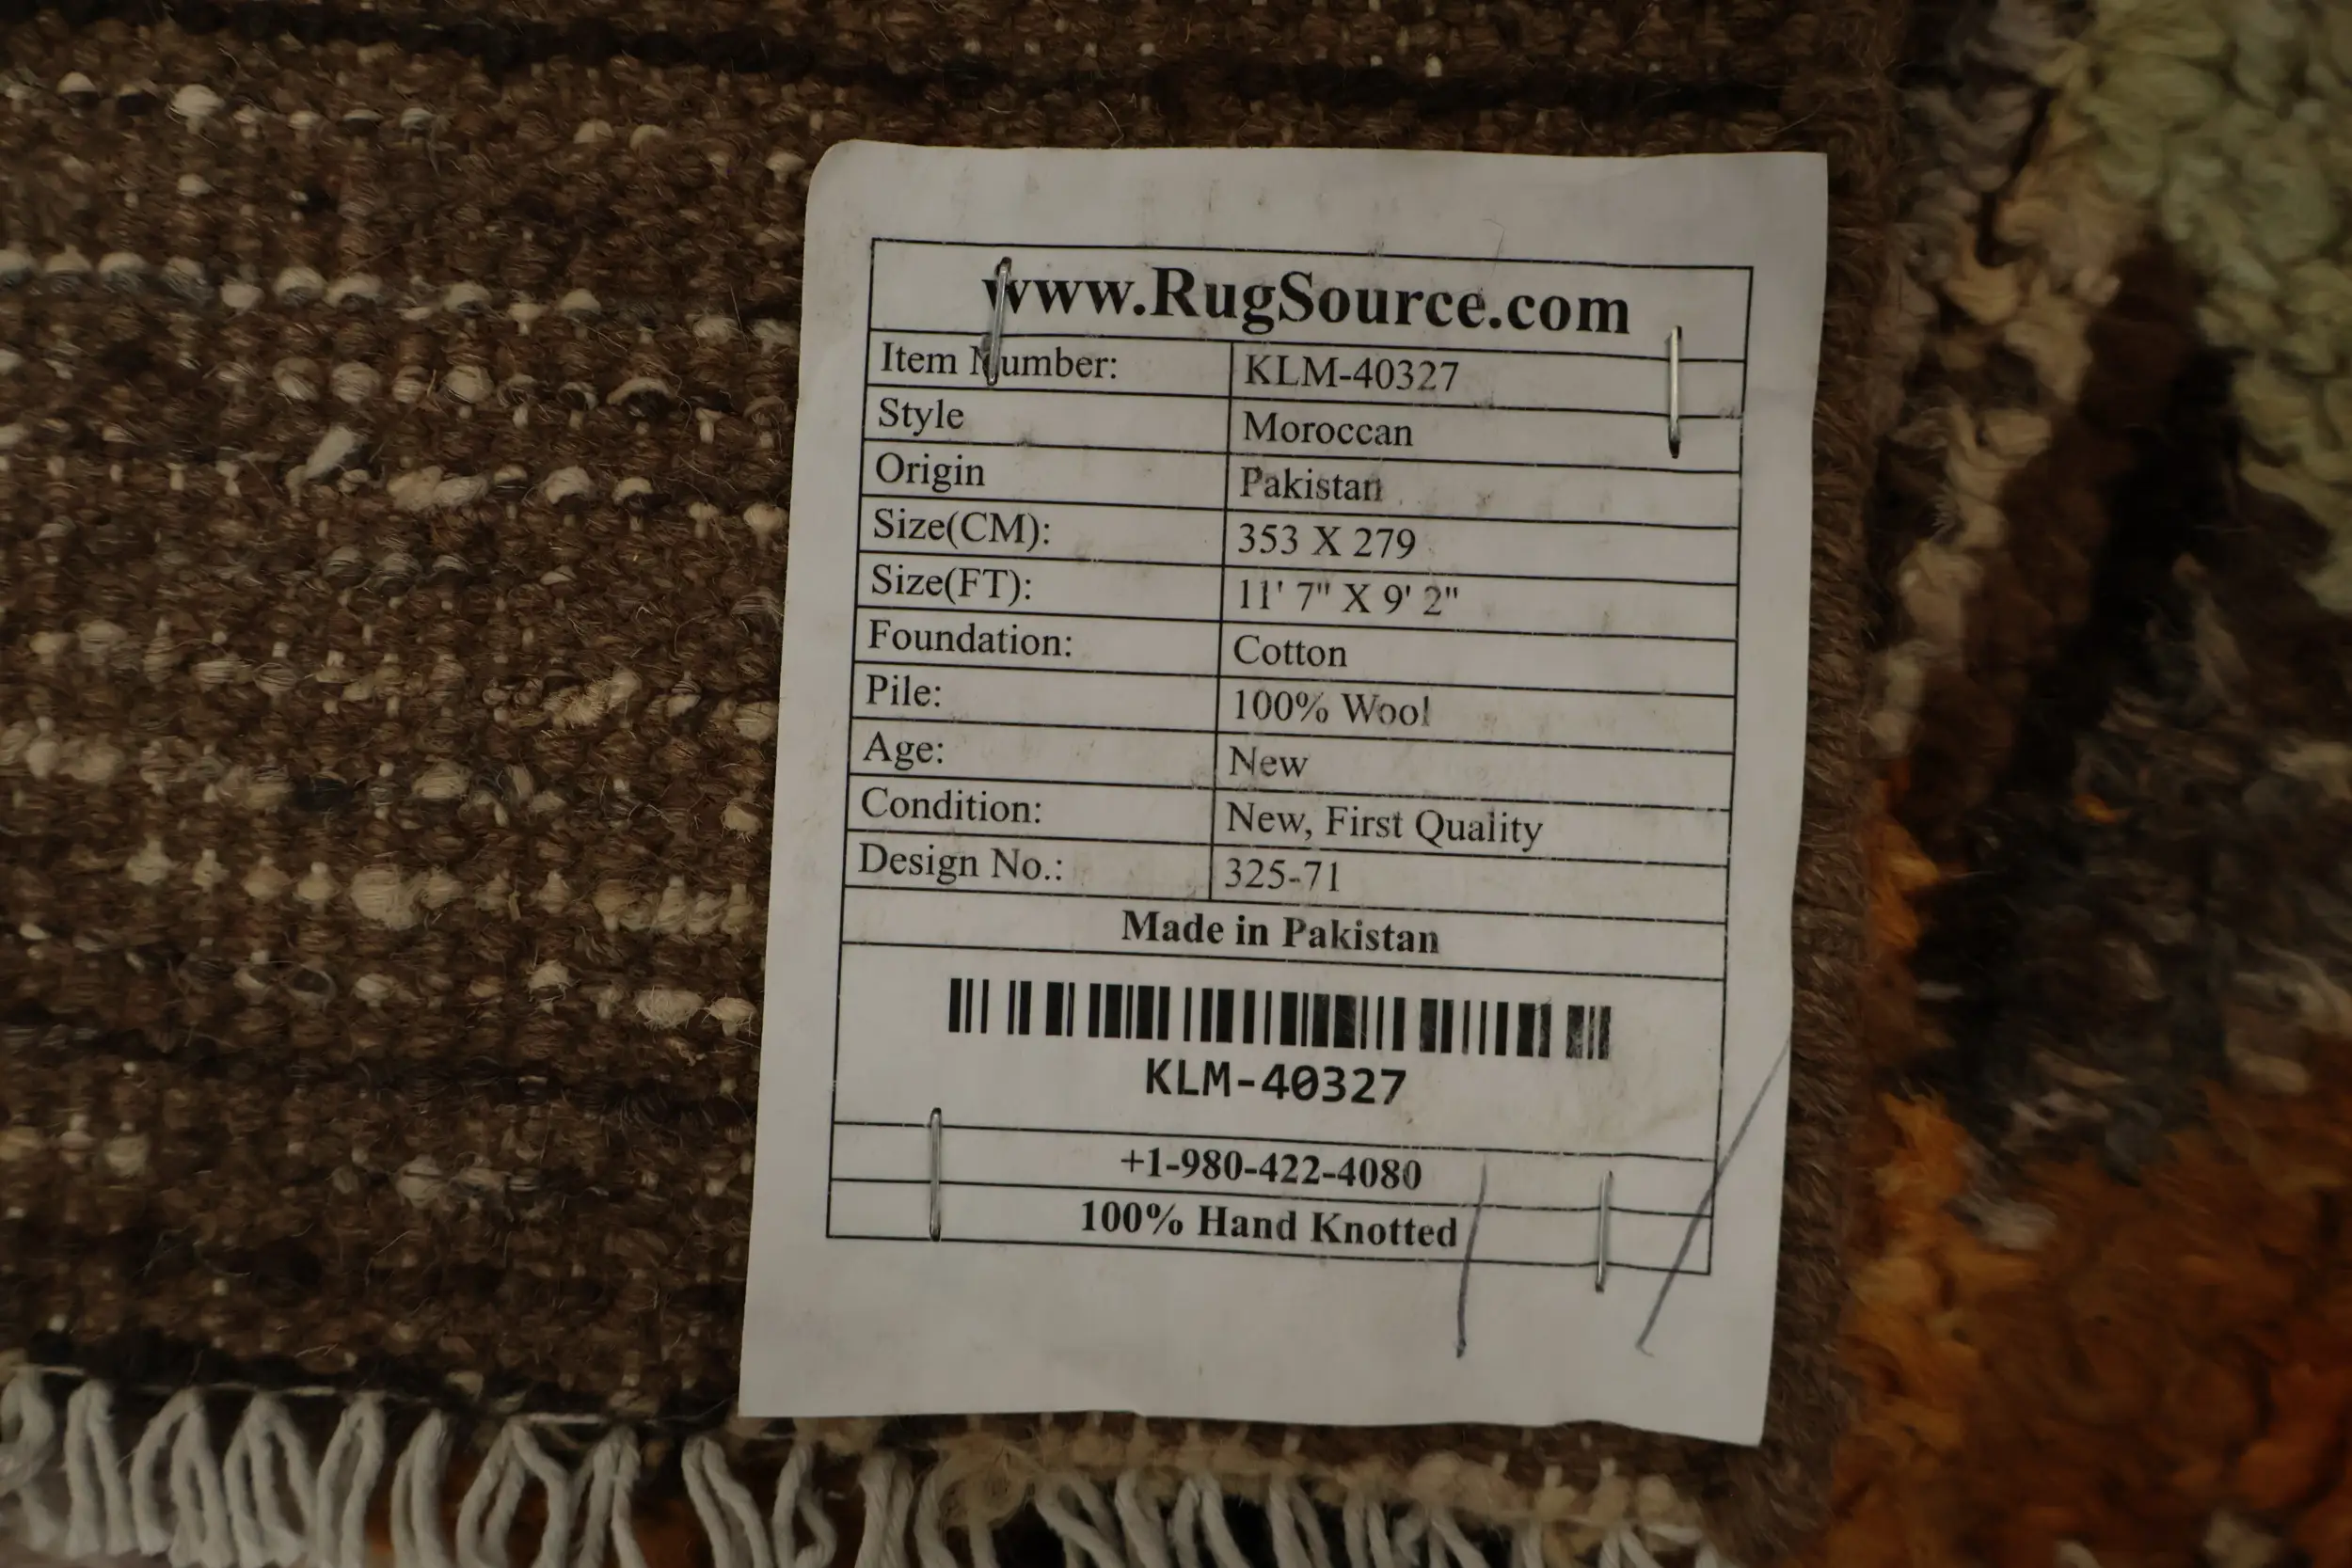 www.RugSource.com
Item Number: KLM-40327
Style Moroccan
Origin Pakistan
Size(CM): 353 X 279
Size(FT): 11' 7" X 9' 2"
Foundation: Cotton
Pile: 100% Wool
Age: New
Condition: New, First Quality
Design No.: 325-71
Made in Pakistan
KLM-40327
+1-980-422-4080
100% Hand Knotted